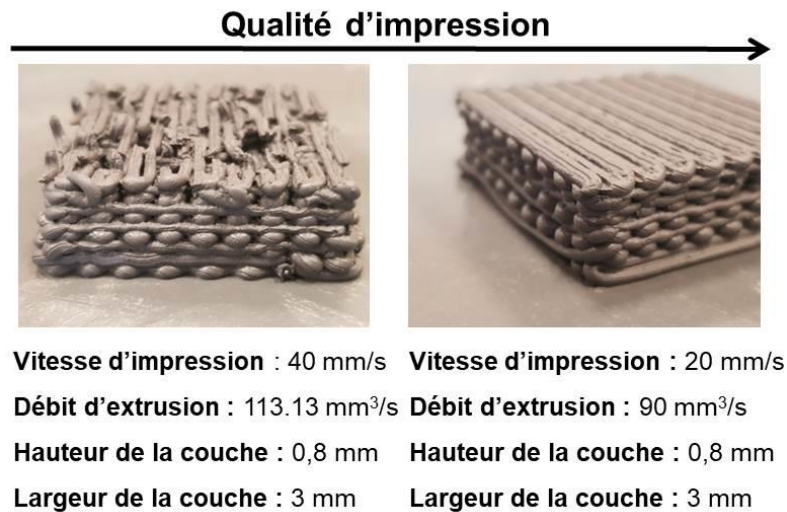 Qualité d’impression
Vitesse d’impression : 40 mm/s
Débit d’extrusion : 113.13 mm³/s
Hauteur de la couche : 0,8 mm
Largeur de la couche : 3 mm
Vitesse d’impression : 20 mm/s
Débit d’extrusion : 90 mm³/s
Hauteur de la couche : 0,8 mm
Largeur de la couche : 3 mm